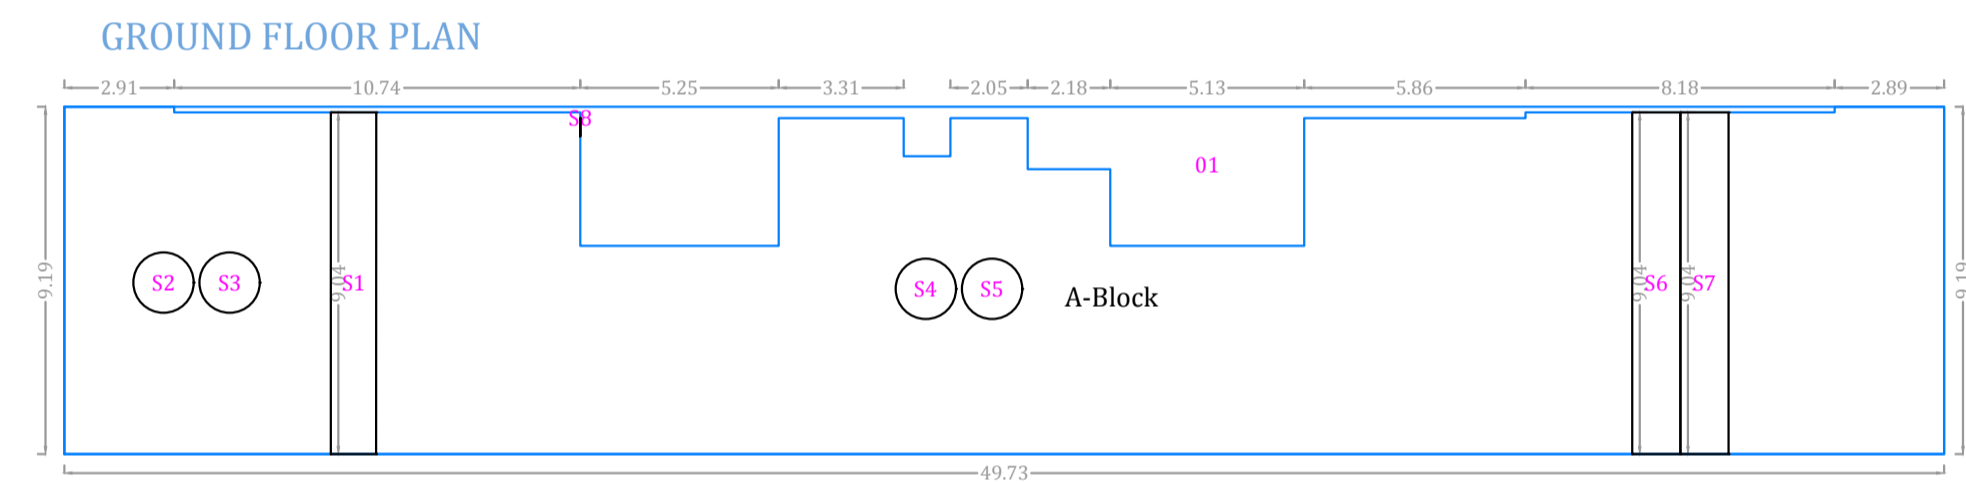 GROUND FLOOR PLAN
2.91 10.74 5.25 3.31 2.05 2.18 5.13 5.86 8.18 2.89
S8
01
9.19 S2 S3 9.04 S1 S4 S5 A-Block 9.04 S6 9.04 S7 9.19
49.73